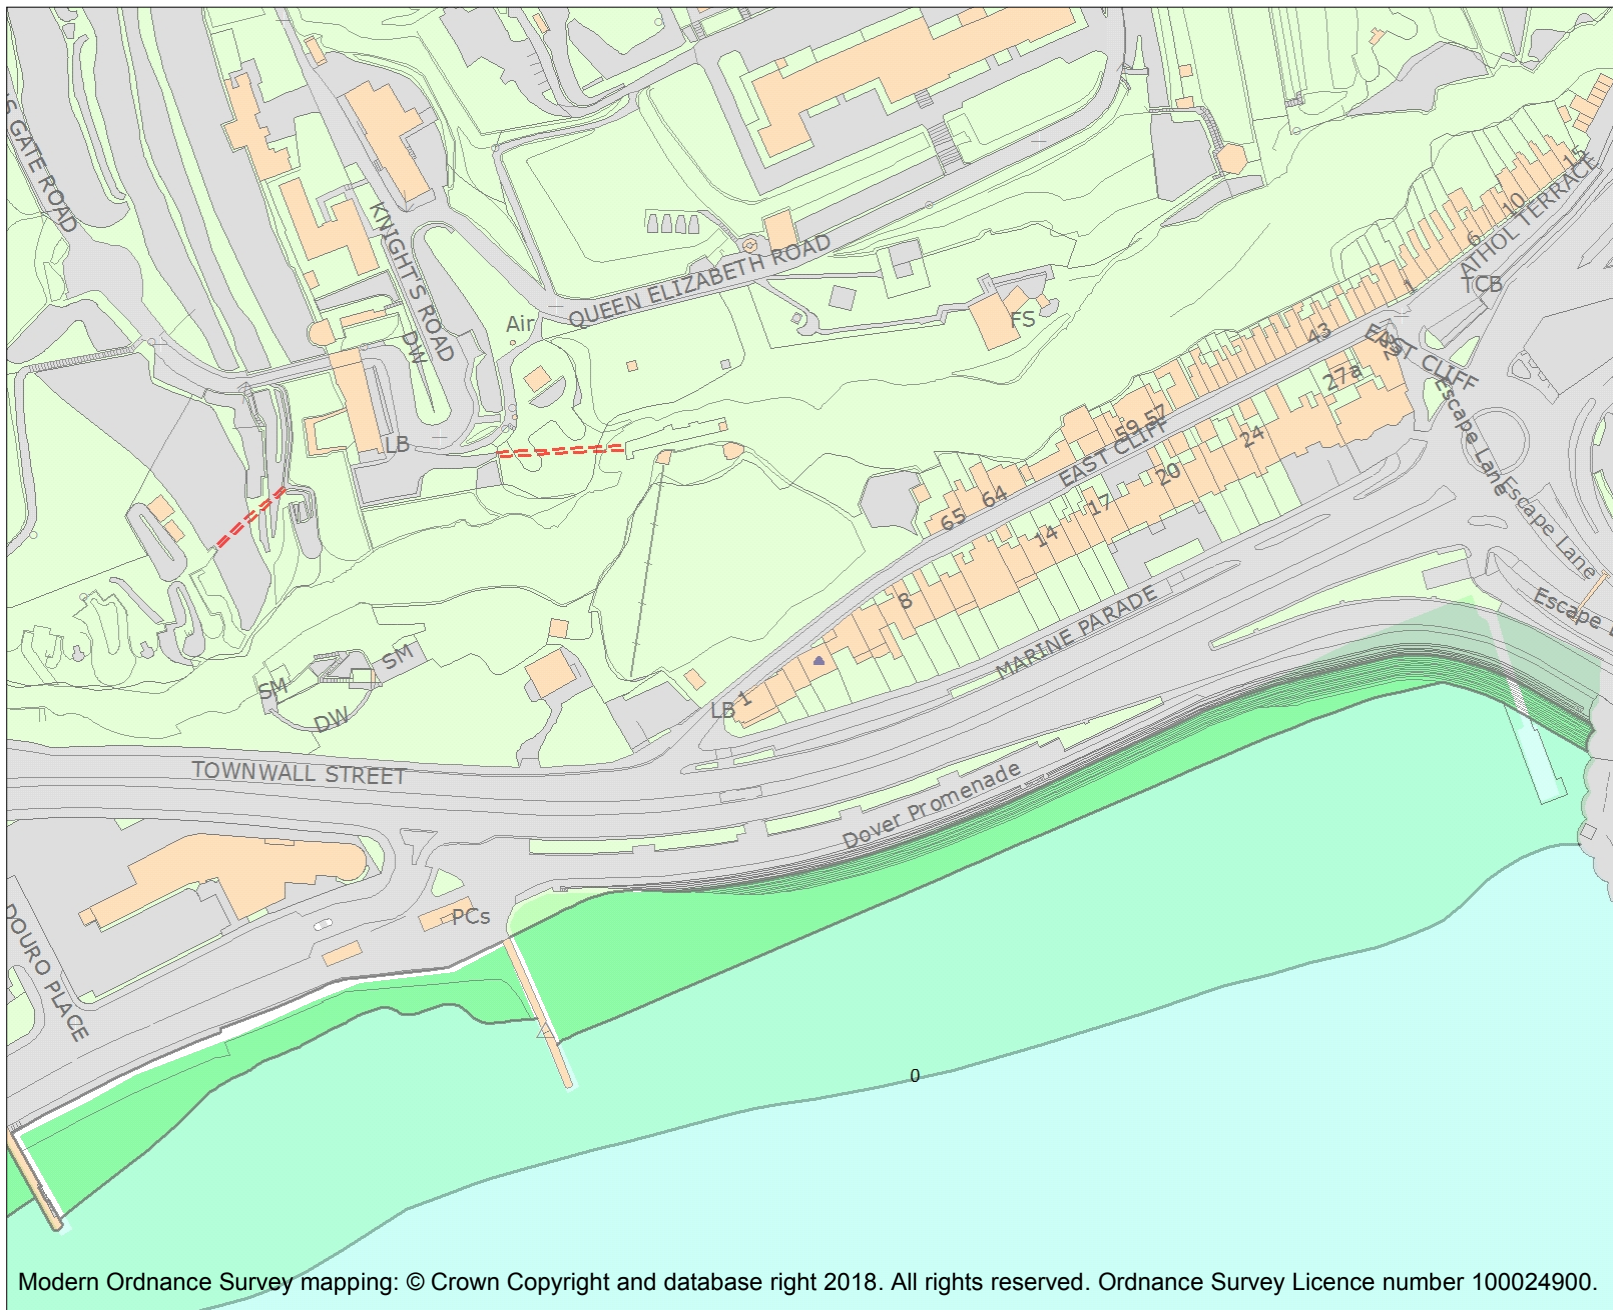 'S GATE ROAD
KNIGHT'S ROAD
QUEEN ELIZABETH ROAD
Air
DW
FS
LB
15
10
6
ATHOL TERRACE
TCB
1
43
EAST CLIFF
27a
Escape Lane
57
59
EAST CLIFF
24
20
17
64
65
14
Escape Lane
8
MARINE PARADE
Escape
SM
SM
DW
1
LB
TOWNWALL STREET
Dover Promenade
PCs
DOURO PLACE
0
Modern Ordnance Survey mapping: © Crown Copyright and database right 2018. All rights reserved. Ordnance Survey Licence number 100024900.